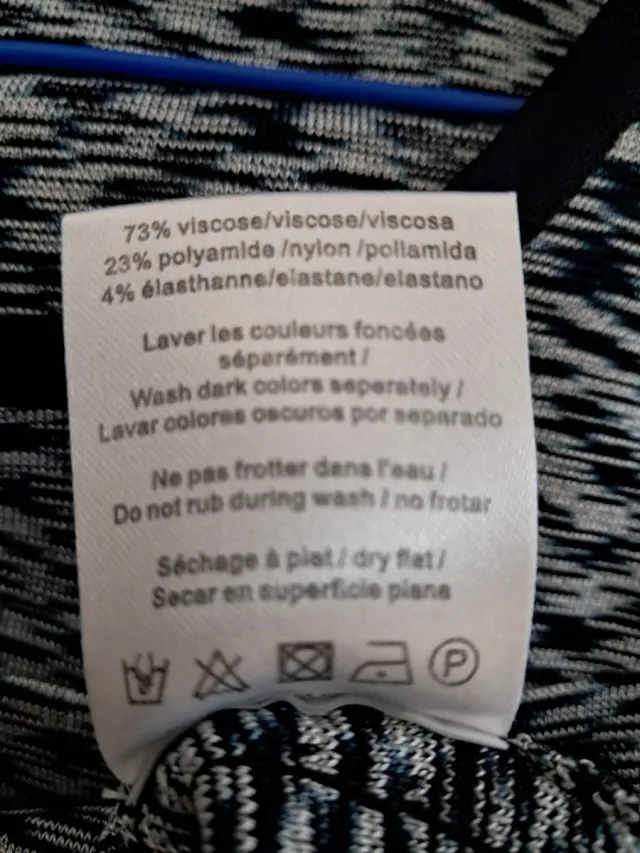 73% viscose/viscose/viscosa
23% polyamide /nylon /poliamida
4% élasthanne/elastane/elastano
Laver les couleurs foncées
séparément /
Wash dark colors seperately /
Lavar colores oscuros por separado
Ne pas frotter dans l'eau /
Do not rub during wash / no frotar
Séchage à plat / dry flat /
Secar en superficie plana
P